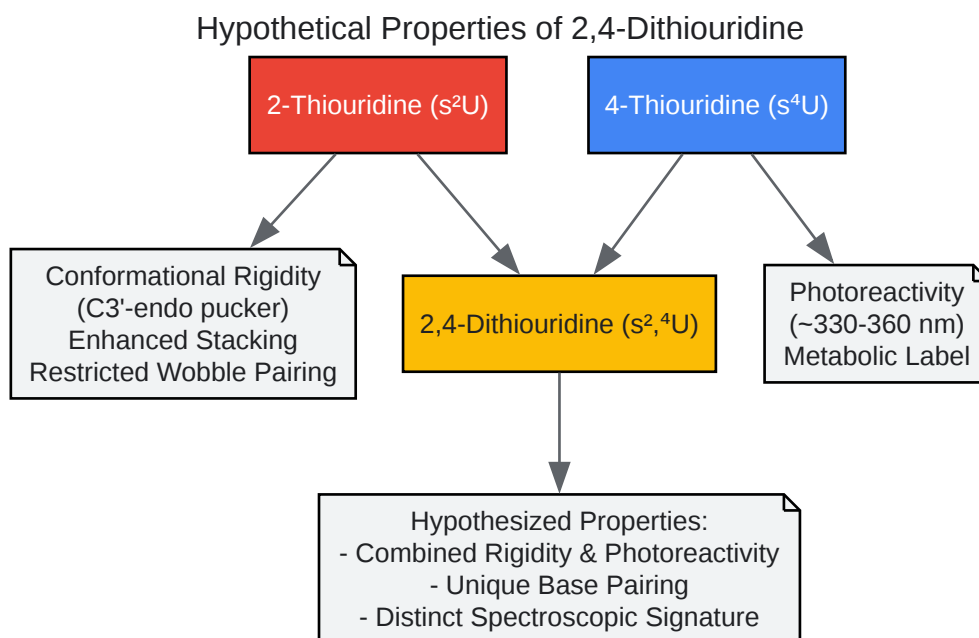 Hypothetical Properties of 2,4-Dithiouridine
2-Thiouridine (s²U)
4-Thiouridine (s⁴U)
Conformational Rigidity
(C3'-endo pucker)
Enhanced Stacking
Restricted Wobble Pairing
2,4-Dithiouridine (s²,⁴U)
Photoreactivity
(~330-360 nm)
Metabolic Label
Hypothesized Properties:
- Combined Rigidity & Photoreactivity
- Unique Base Pairing
- Distinct Spectroscopic Signature